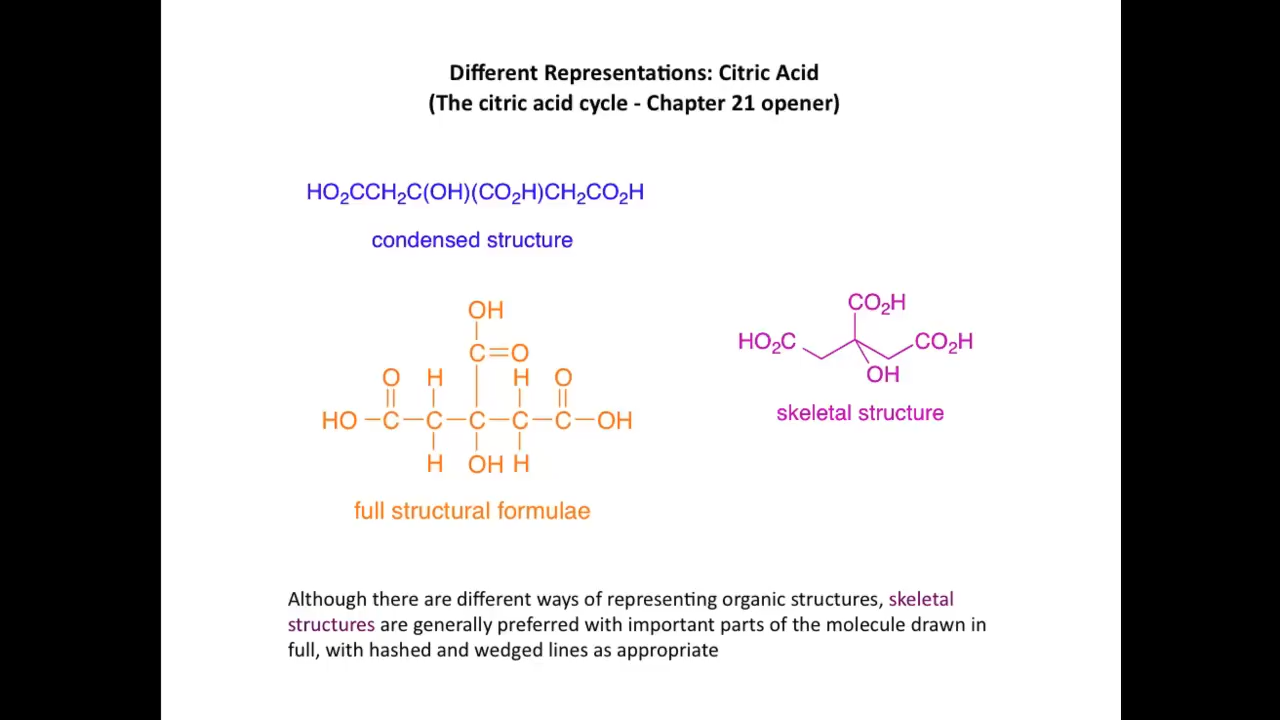 Different Representations: Citric Acid
(The citric acid cycle - Chapter 21 opener)
HO₂CCH₂C(OH)(CO₂H)CH₂CO₂H
condensed structure
OH
C=O
O H H O
HO-C-C-C-C-C-OH
H OH H
full structural formulae
CO₂H
HO₂C CO₂H
OH
skeletal structure
Although there are different ways of representing organic structures, skeletal
structures are generally preferred with important parts of the molecule drawn in
full, with hashed and wedged lines as appropriate